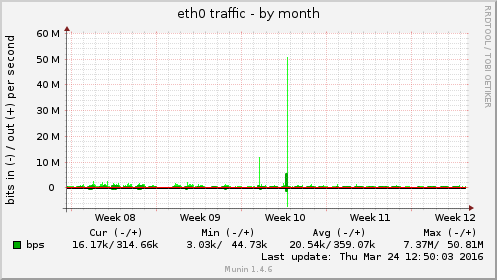 eth0 traffic - by month
RRDTOOL / TOBI OETIKER
bits in (-) / out (+) per second
60 M
50 M
40 M
30 M
20 M
10 M
0
Week 08 Week 09 Week 10 Week 11 Week 12
Cur (-/+) Min (-/+) Avg (-/+) Max (-/+)
bps 16.17k/314.66k 3.03k/ 44.73k 20.54k/359.07k 7.37M/ 50.81M
Last update: Thu Mar 24 12:50:03 2016
Munin 1.4.6